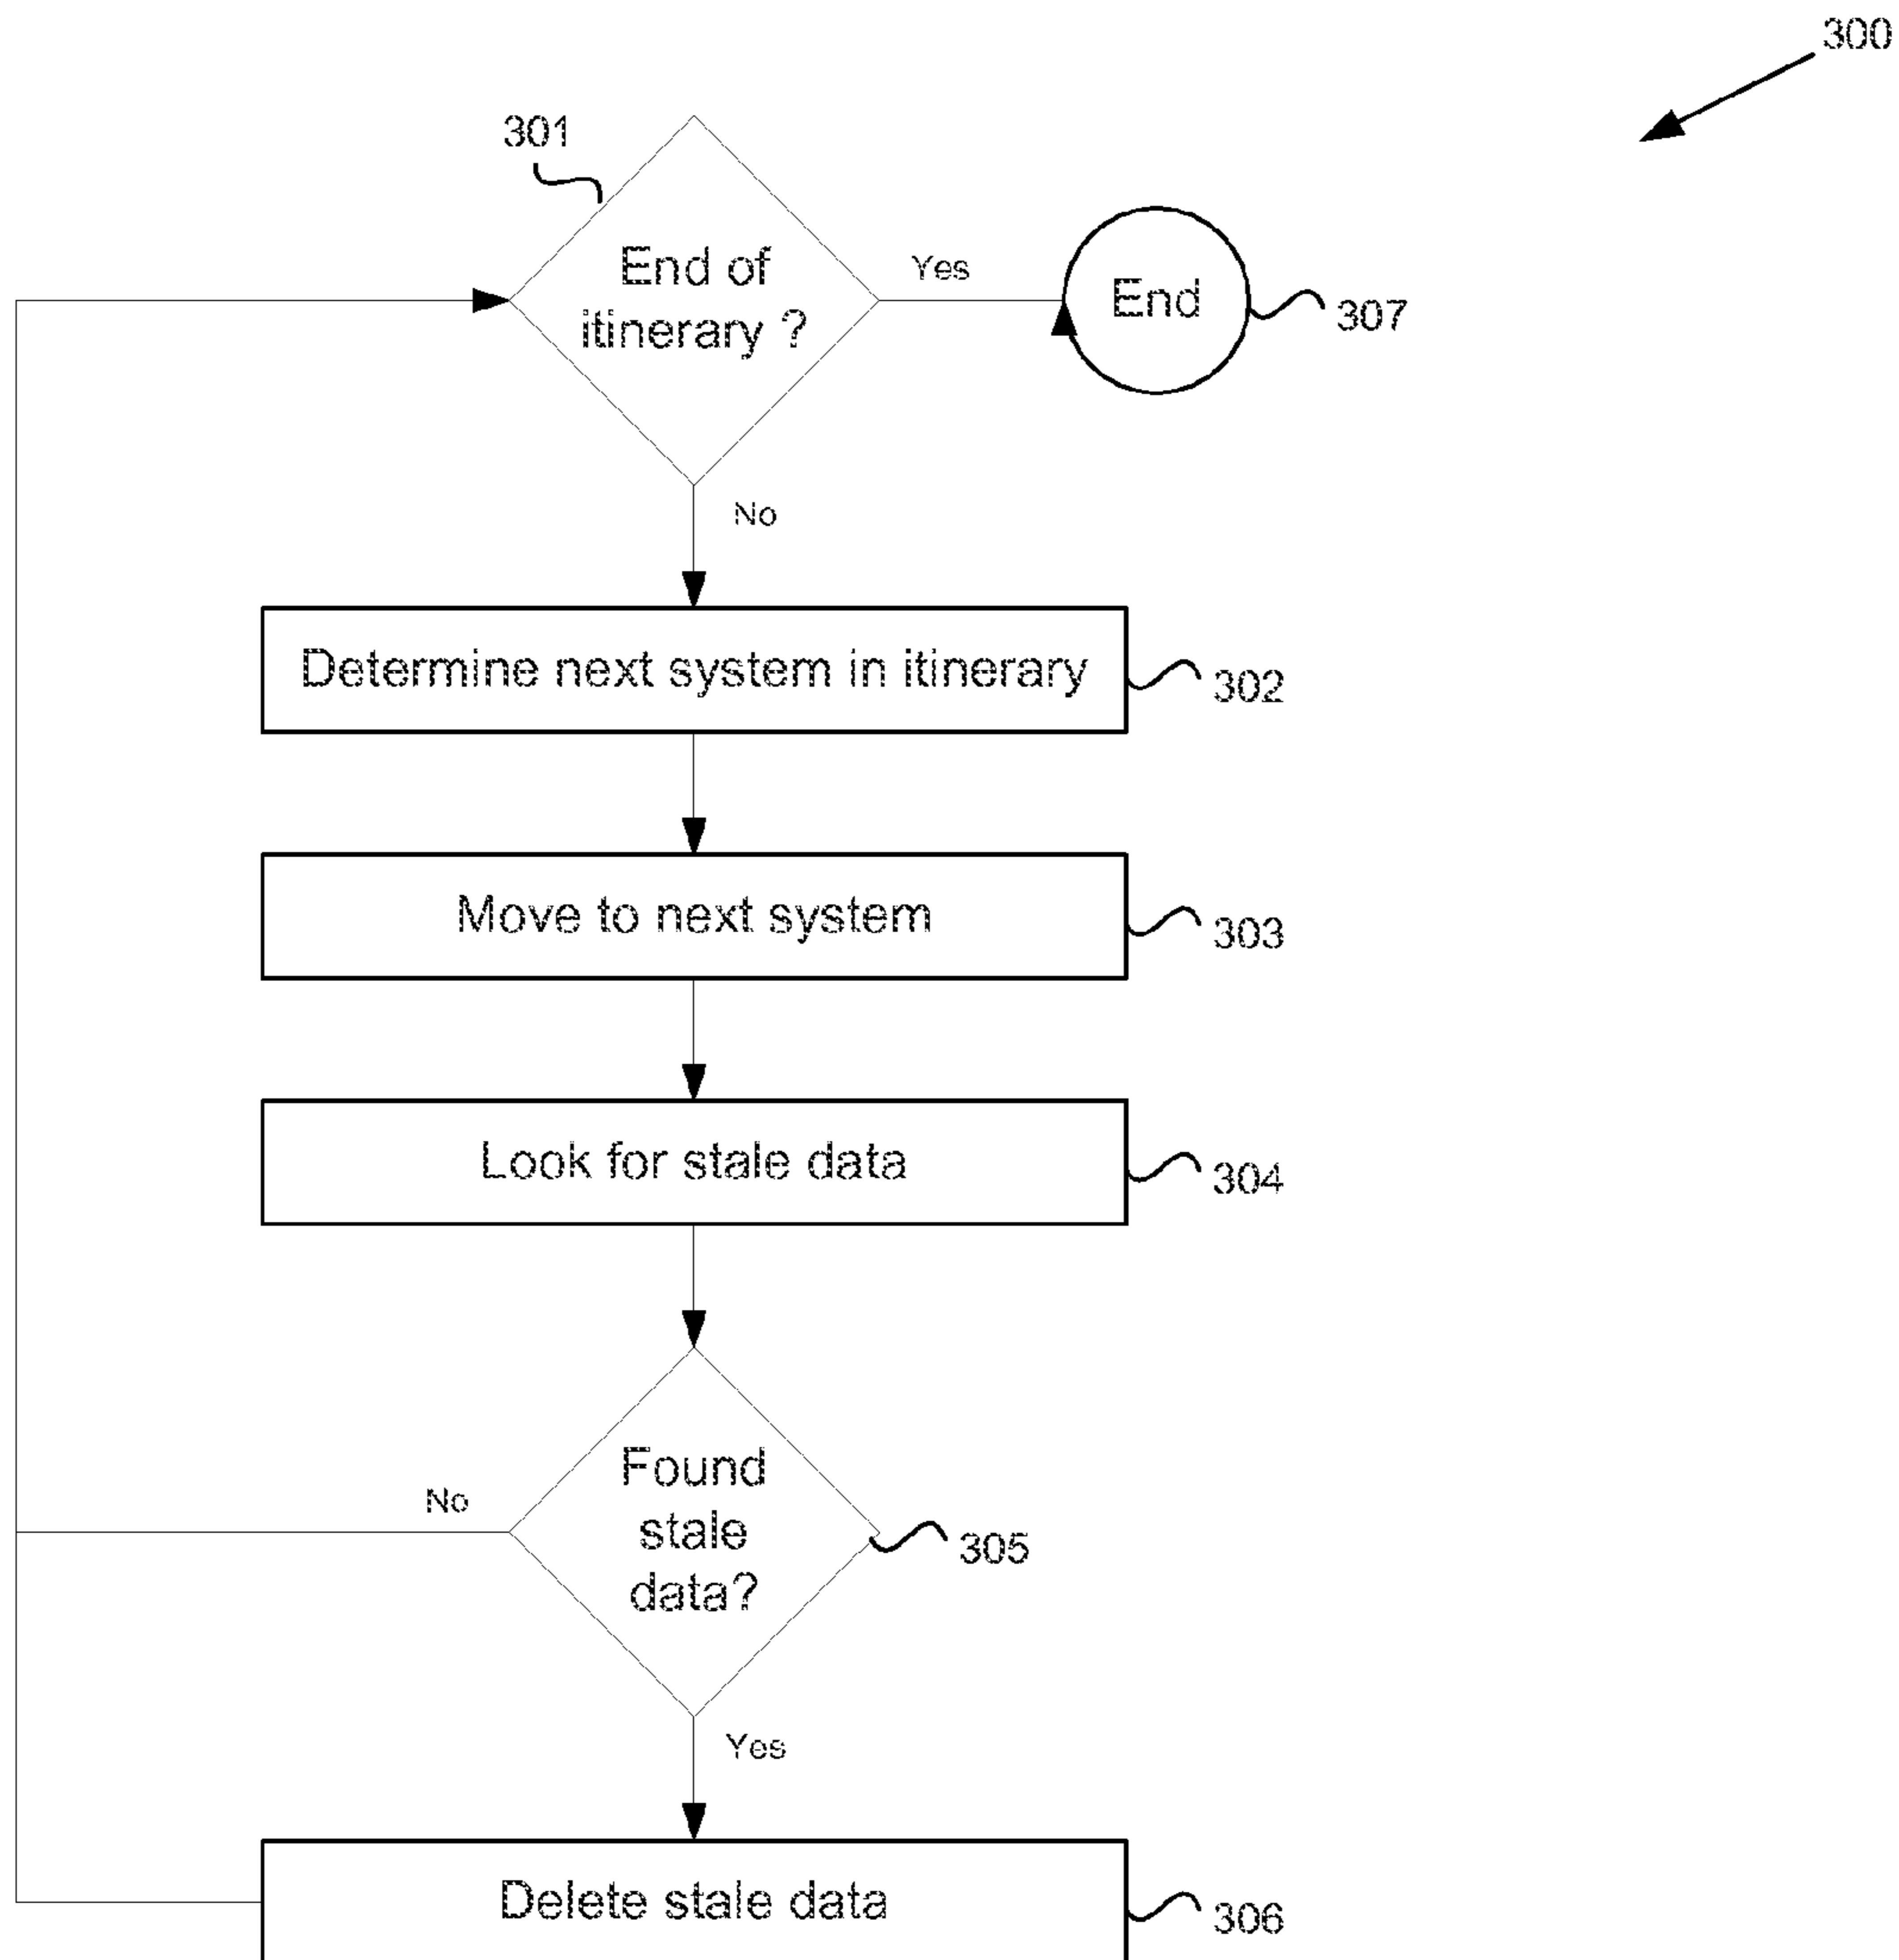 300
301
End of
itinerary ?
Yes
End
307
No
Determine next system in itinerary
302
Move to next system
303
Look for stale data
304
Found
stale
data?
No
305
Yes
Delete stale data
306